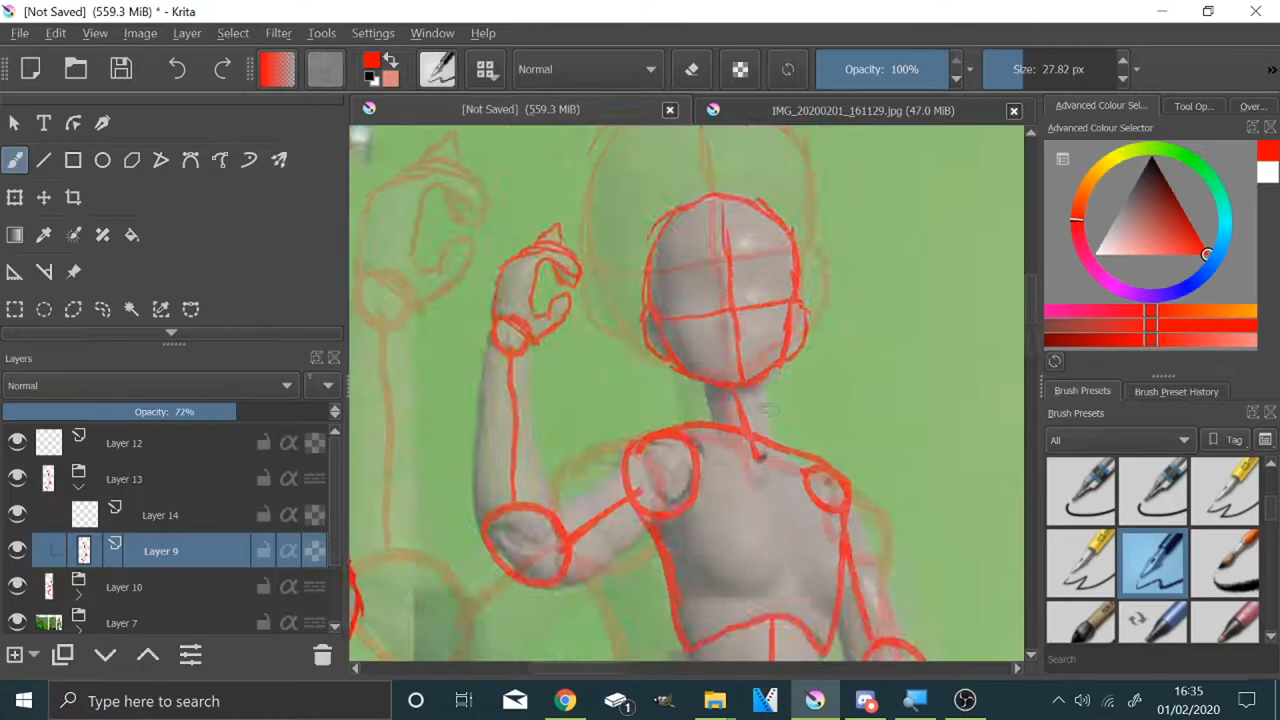 [Not Saved] (559.3 MiB) * - Krita
File Edit View Image Layer Select Filter Tools Settings Window Help
Normal Opacity: 100% Size: 27.82 px
[Not Saved] (559.3 MiB) IMG_20200201_161129.jpg (47.0 MiB)
Advanced Colour Sel... Tool Op... Over...
Advanced Colour Selector
Layers
Normal
Opacity: 72%
Layer 12
Layer 13
Layer 14
Layer 9
Layer 10
Layer 7
Brush Presets Brush Preset History
Brush Presets
All Tag
Search
Type here to search
1
16:35
01/02/2020